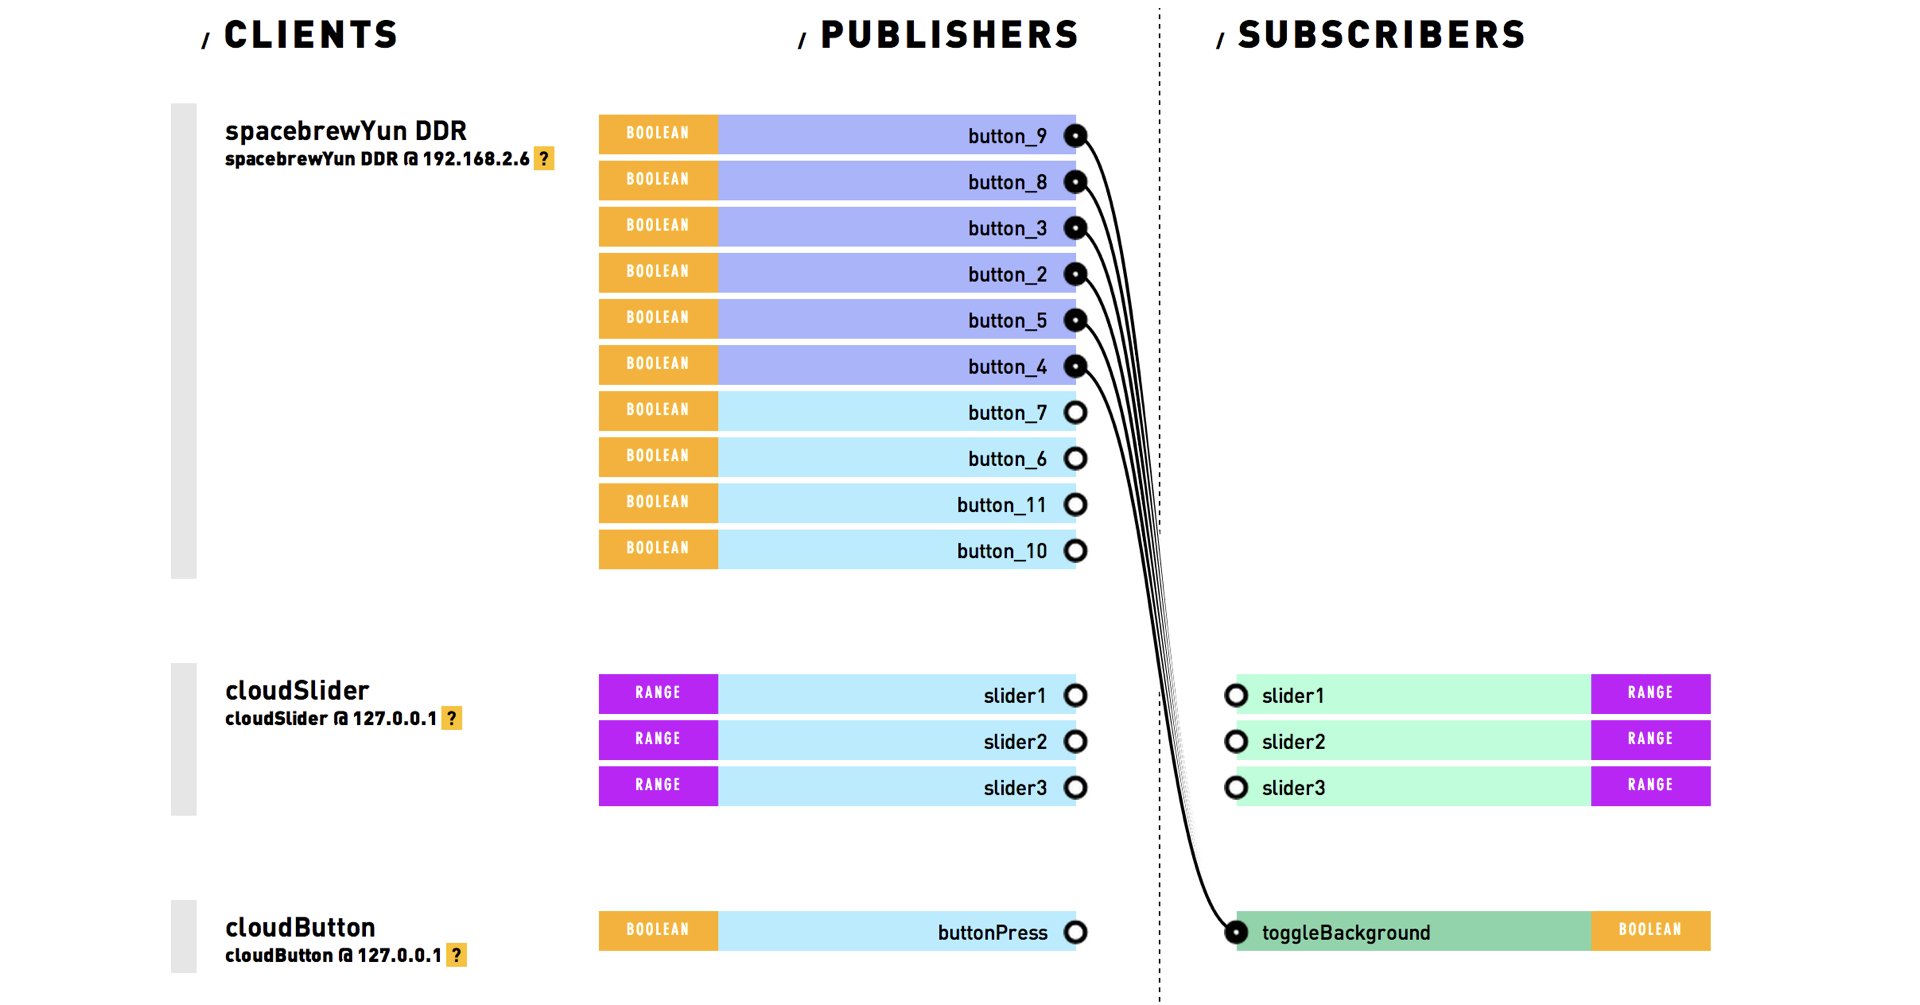 / CLIENTS
/ PUBLISHERS
/ SUBSCRIBERS
spacebrewYun DDR
spacebrewYun DDR @ 192.168.2.6 ?
BOOLEAN button_9
BOOLEAN button_8
BOOLEAN button_3
BOOLEAN button_2
BOOLEAN button_5
BOOLEAN button_4
BOOLEAN button_7
BOOLEAN button_6
BOOLEAN button_11
BOOLEAN button_10
cloudSlider
cloudSlider @ 127.0.0.1 ?
RANGE slider1
RANGE slider2
RANGE slider3
slider1 RANGE
slider2 RANGE
slider3 RANGE
cloudButton
cloudButton @ 127.0.0.1 ?
BOOLEAN buttonPress
toggleBackground BOOLEAN